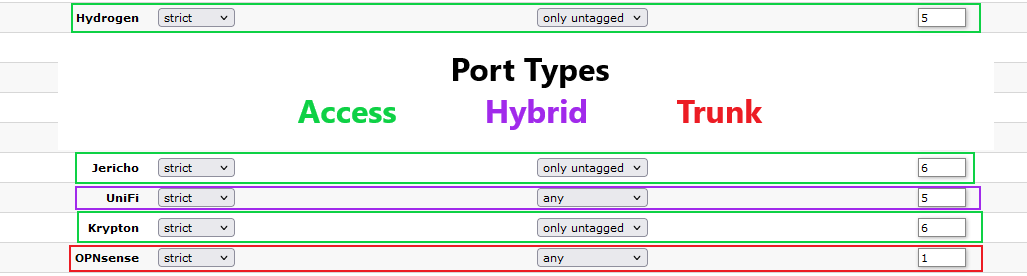 Hydrogen strict only untagged 5
Port Types
Access Hybrid Trunk
Jericho strict only untagged 6
UniFi strict any 5
Krypton strict only untagged 6
OPNsense strict any 1